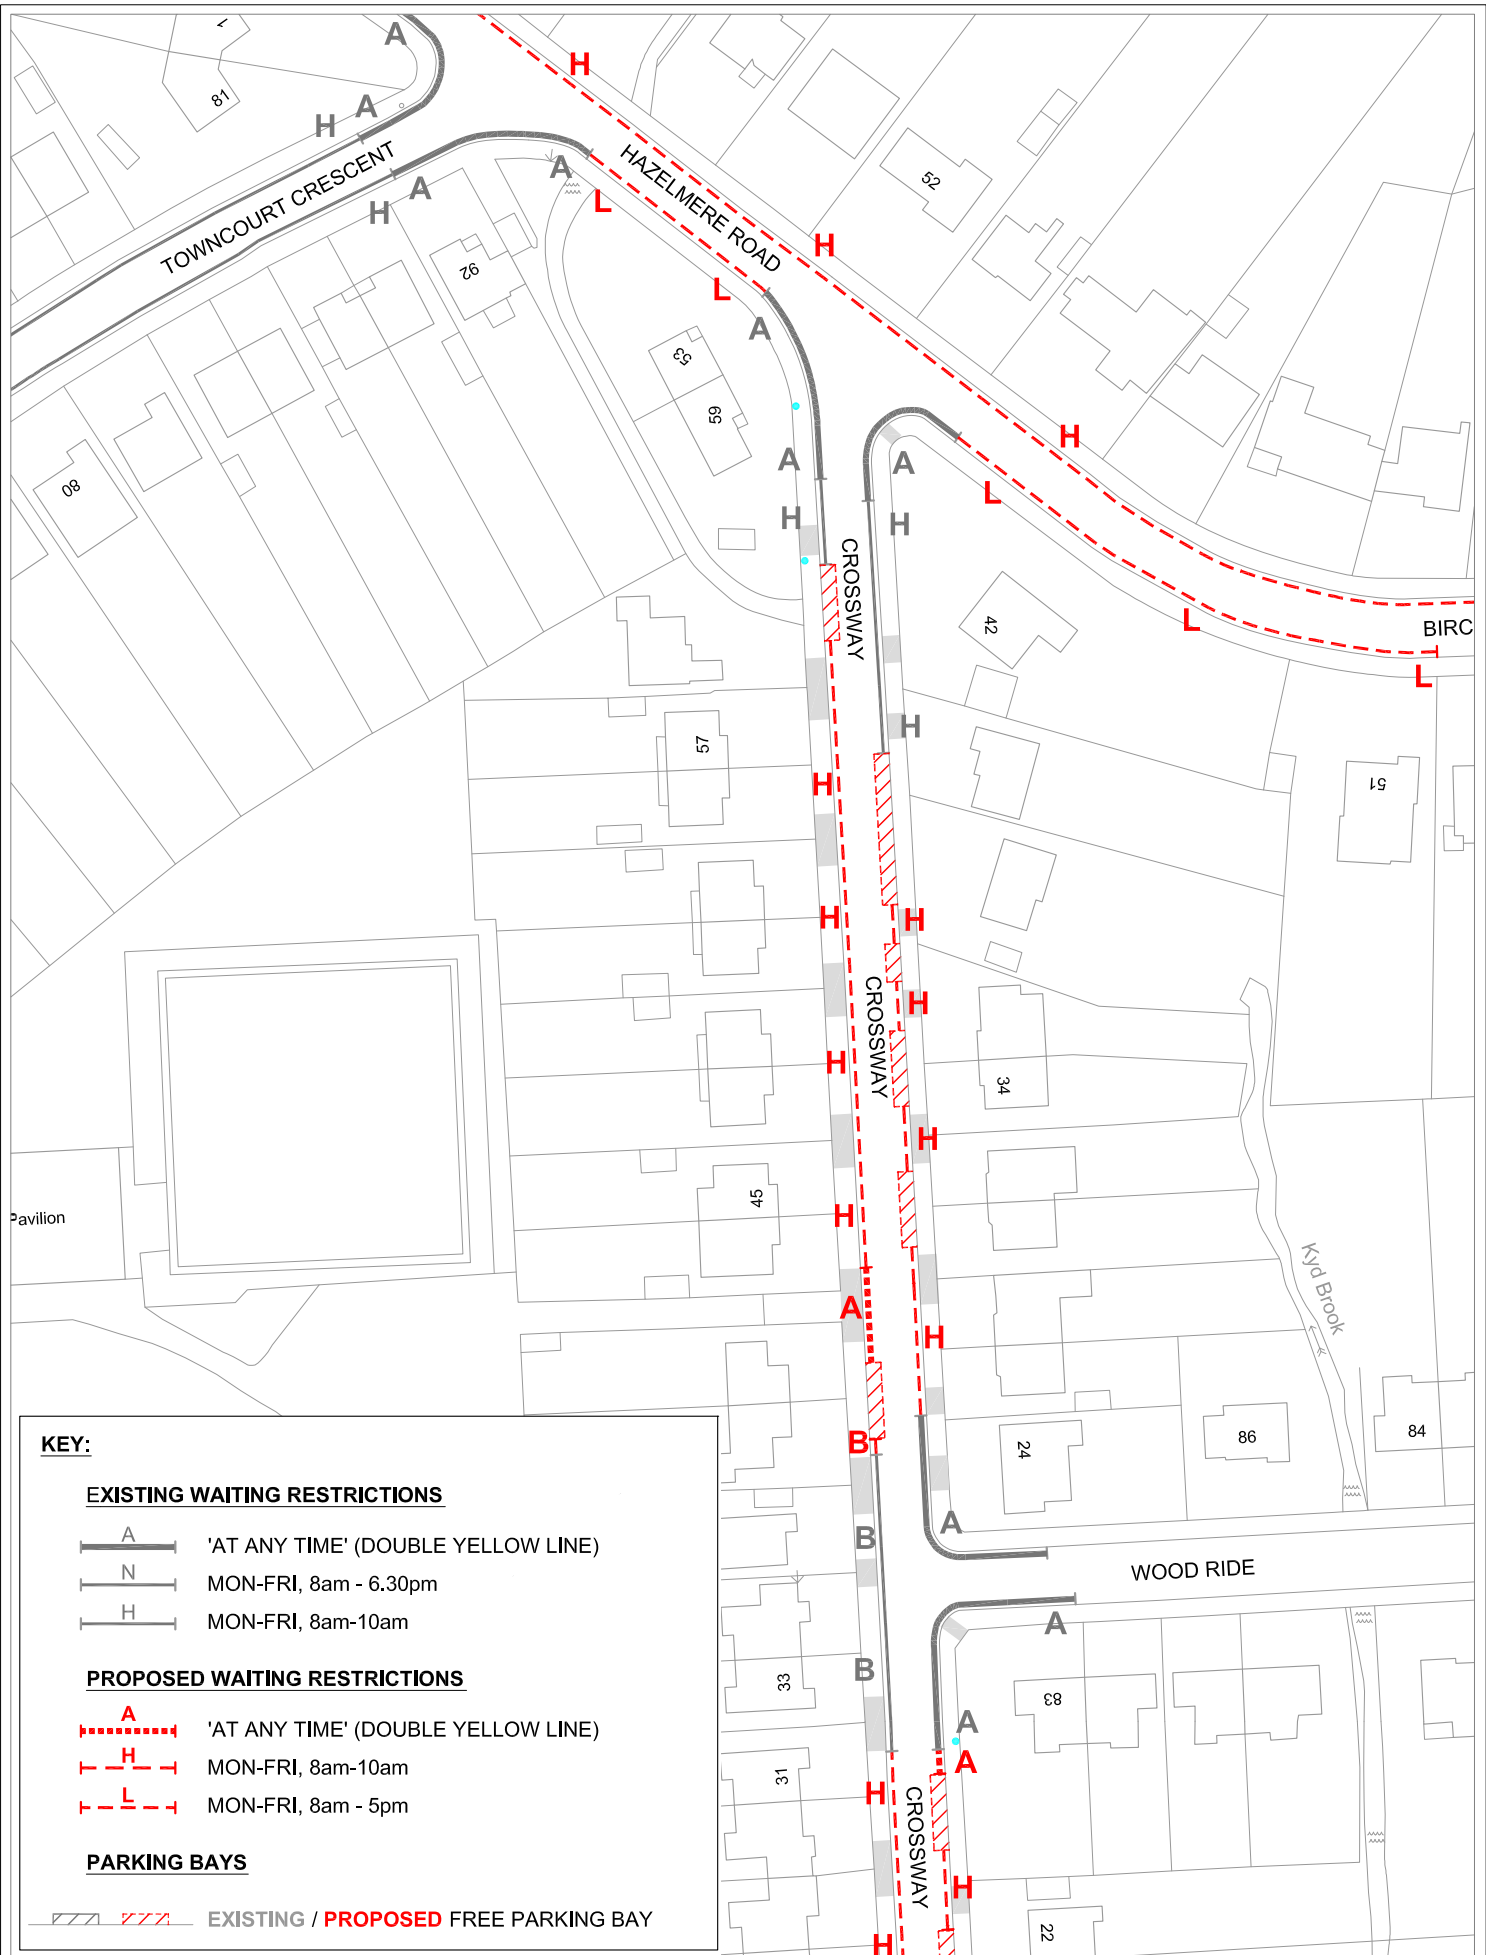 A
1
H
81
A
H
TOWNCOURT CRESCENT
A
A
H
HAZELMERE ROAD
52
L
H
92
L
A
53
59
A
A
H
80
L
H
H
CROSSWAY
42
L
BIRC
L
H
57
H
51
H
H
CROSSWAY
H
H
34
H
45
H
Pavilion
Kyd Brook
A
H
B
24
86
84
A
B
WOOD RIDE
A
B
33
83
A
A
31
H
CROSSWAY
H
22
H
KEY:
EXISTING WAITING RESTRICTIONS
A 'AT ANY TIME' (DOUBLE YELLOW LINE)
N MON-FRI, 8am - 6.30pm
H MON-FRI, 8am-10am
PROPOSED WAITING RESTRICTIONS
A 'AT ANY TIME' (DOUBLE YELLOW LINE)
H MON-FRI, 8am-10am
L MON-FRI, 8am - 5pm
PARKING BAYS
EXISTING / PROPOSED FREE PARKING BAY